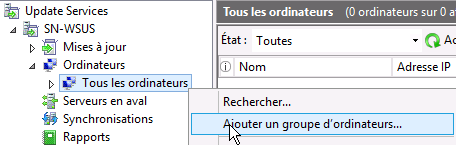 Update Services
SN-WSUS
Mises à jour
Ordinateurs
Tous les ordinateurs
Serveurs en aval
Synchronisations
Rapports
Tous les ordinateurs (0 ordinateurs sur 0 a
État : Toutes Ac
Nom Adresse IP
Rechercher...
Ajouter un groupe d'ordinateurs...